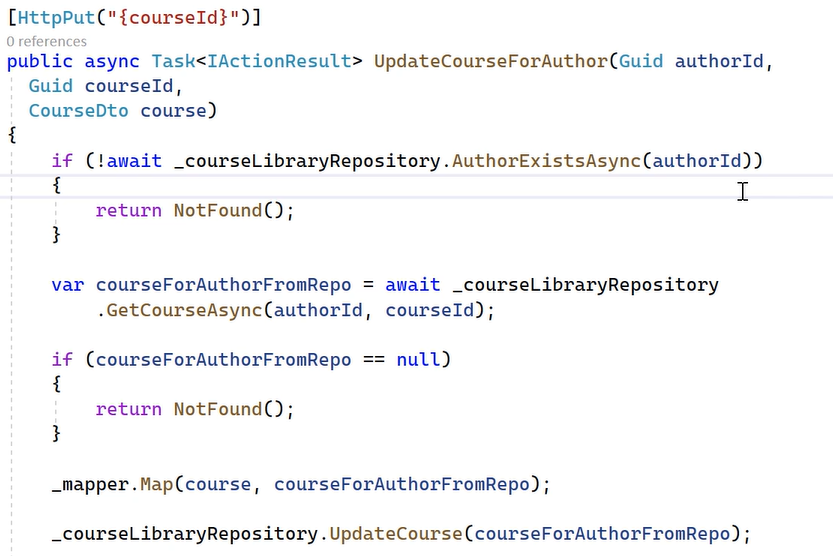 [HttpPut("{courseId}")]
0 references
public async Task<IActionResult> UpdateCourseForAuthor(Guid authorId,
Guid courseId,
CourseDto course)
{
if (!await _courseLibraryRepository.AuthorExistsAsync(authorId))
{
return NotFound();
}
var courseForAuthorFromRepo = await _courseLibraryRepository
.GetCourseAsync(authorId, courseId);
if (courseForAuthorFromRepo == null)
{
return NotFound();
}
_mapper.Map(course, courseForAuthorFromRepo);
_courseLibraryRepository.UpdateCourse(courseForAuthorFromRepo);